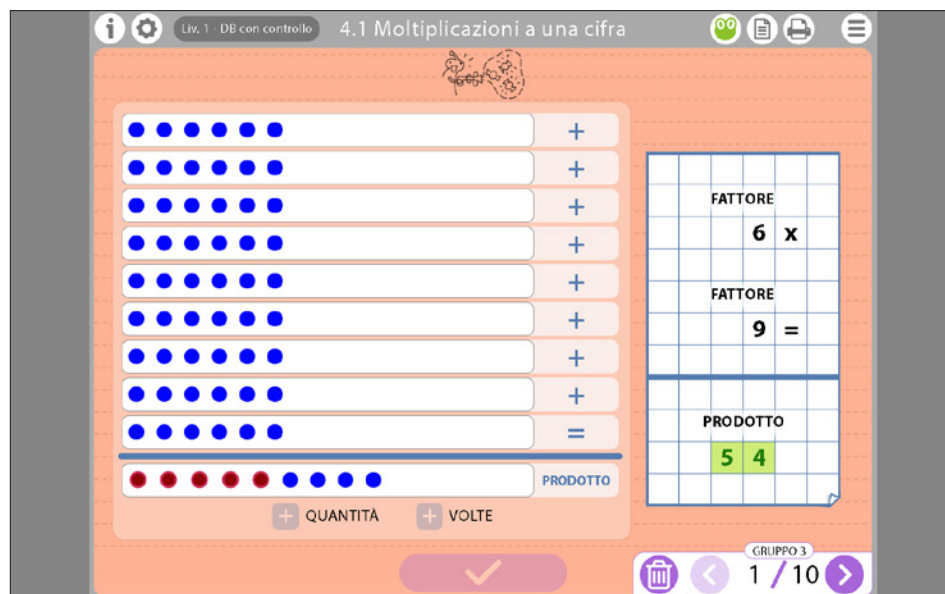 Liv. 1 - DB con controllo
4.1 Moltiplicazioni a una cifra
+
+
+
+
+
+
+
+
=
PRODOTTO
+ QUANTITÀ + VOLTE
FATTORE
6 x
FATTORE
9 =
PRODOTTO
5 4
GRUPPO 3
1 / 10